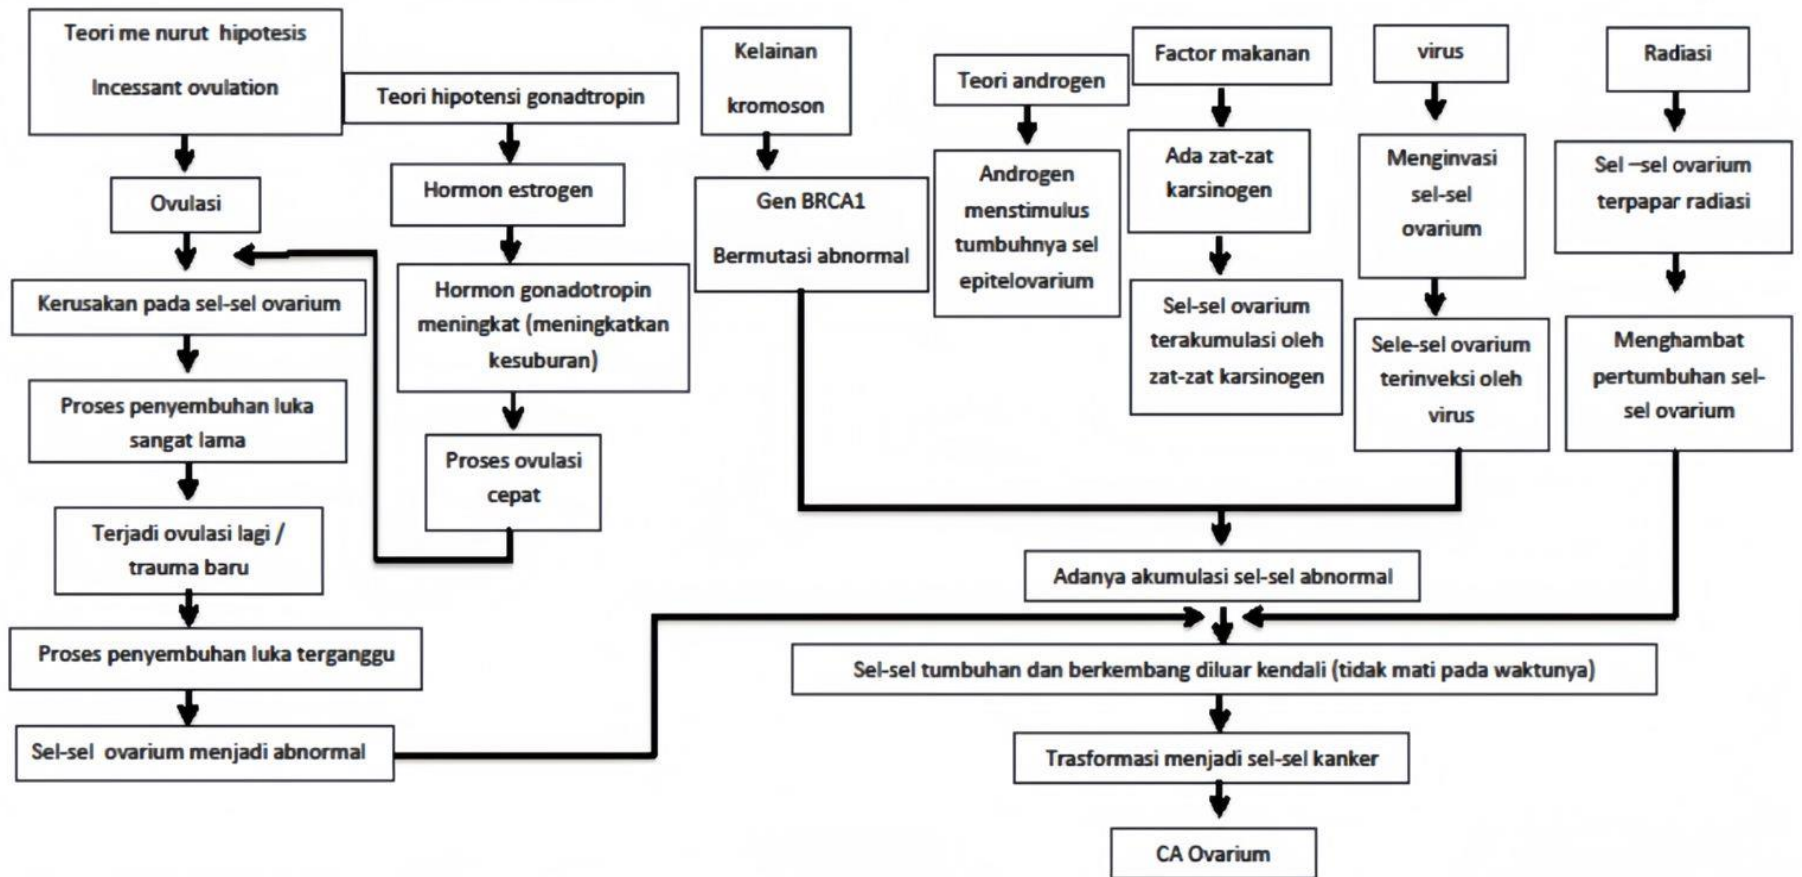 Teori me nurut hipotesis
Incessant ovulation
Ovulasi
Kerusakan pada sel-sel ovarium
Proses penyembuhan luka
sangat lama
Terjadi ovulasi lagi /
trauma baru
Proses penyembuhan luka terganggu
Sel-sel ovarium menjadi abnormal
Teori hipotensi gonadtropin
Hormon estrogen
Hormon gonadotropin
meningkat (meningkatkan
kesuburan)
Proses ovulasi
cepat
Kelainan
kromoson
Gen BRCA1
Bermutasi abnormal
Teori androgen
Androgen
menstimulus
tumbuhnya sel
epitelovarium
Factor makanan
Ada zat-zat
karsinogen
Sel-sel ovarium
terakumulasi oleh
zat-zat karsinogen
virus
Menginvasi
sel-sel
ovarium
Sele-sel ovarium
terinveksi oleh
virus
Radiasi
Sel –sel ovarium
terpapar radiasi
Menghambat
pertumbuhan sel-
sel ovarium
Adanya akumulasi sel-sel abnormal
Sel-sel tumbuhan dan berkembang diluar kendali (tidak mati pada waktunya)
Trasformasi menjadi sel-sel kanker
CA Ovarium